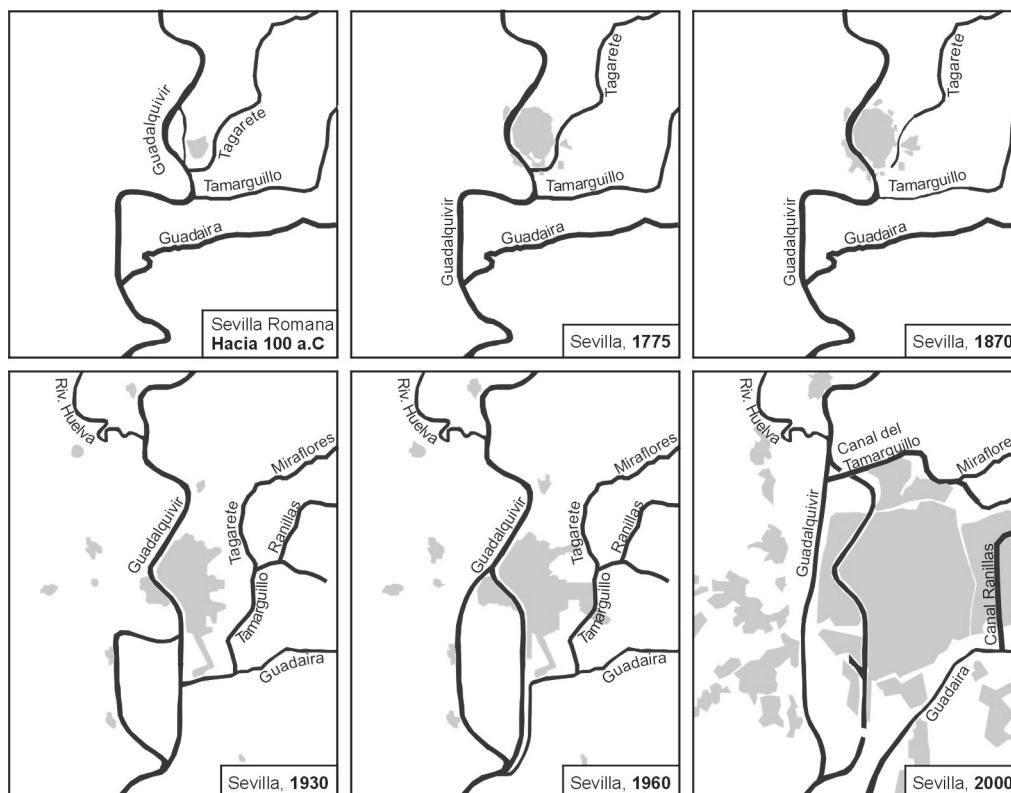 Guadalquivir
Tagarete
Tamarguillo
Guadaira
Sevilla Romana
Hacia 100 a.C
Tagarete
Tamarguillo
Guadalquivir
Guadaira
Sevilla, 1775
Tagarete
Tamarguillo
Guadalquivir
Guadaira
Sevilla, 1870
Riv. Huelva
Miraflores
Guadalquivir
Tagarete
Ranillas
Tamarguillo
Guadaira
Sevilla, 1930
Riv. Huelva
Miraflores
Guadalquivir
Tagarete
Ranillas
Tamarguillo
Guadaira
Sevilla, 1960
Riv. Huelva
Canal del
Tamarguillo
Miraflores
Guadalquivir
Canal Ranillas
Guadaira
Sevilla, 2000